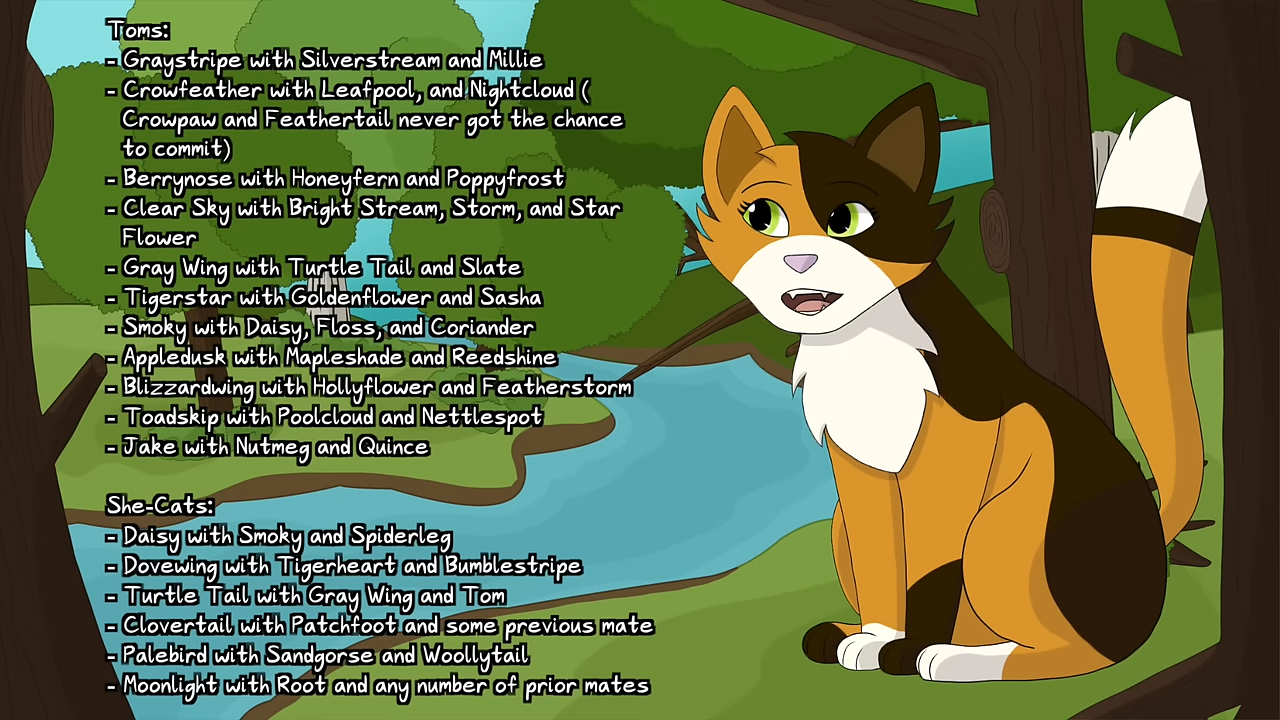 Toms:
- Graystripe with Silverstream and Millie
- Crowfeather with Leafpool, and Nightcloud (
Crowpaw and Feathertail never got the chance
to commit)
- Berrynose with Honeyfern and Poppyfrost
- Clear Sky with Bright Stream, Storm, and Star
Flower
- Gray Wing with Turtle Tail and Slate
- Tigerstar with Goldenflower and Sasha
- Smoky with Daisy, Floss, and Coriander
- Appledusk with Mapleshade and Reedshine
- Blizzardwing with Hollyflower and Featherstorm
- Toadskip with Poolcloud and Nettlespot
- Jake with Nutmeg and Quince
She-Cats:
- Daisy with Smoky and Spiderleg
- Dovewing with Tigerheart and Bumblestripe
- Turtle Tail with Gray Wing and Tom
- Clovertail with Patchfoot and some previous mate
- Palebird with Sandgorse and Woollytail
- Moonlight with Root and any number of prior mates